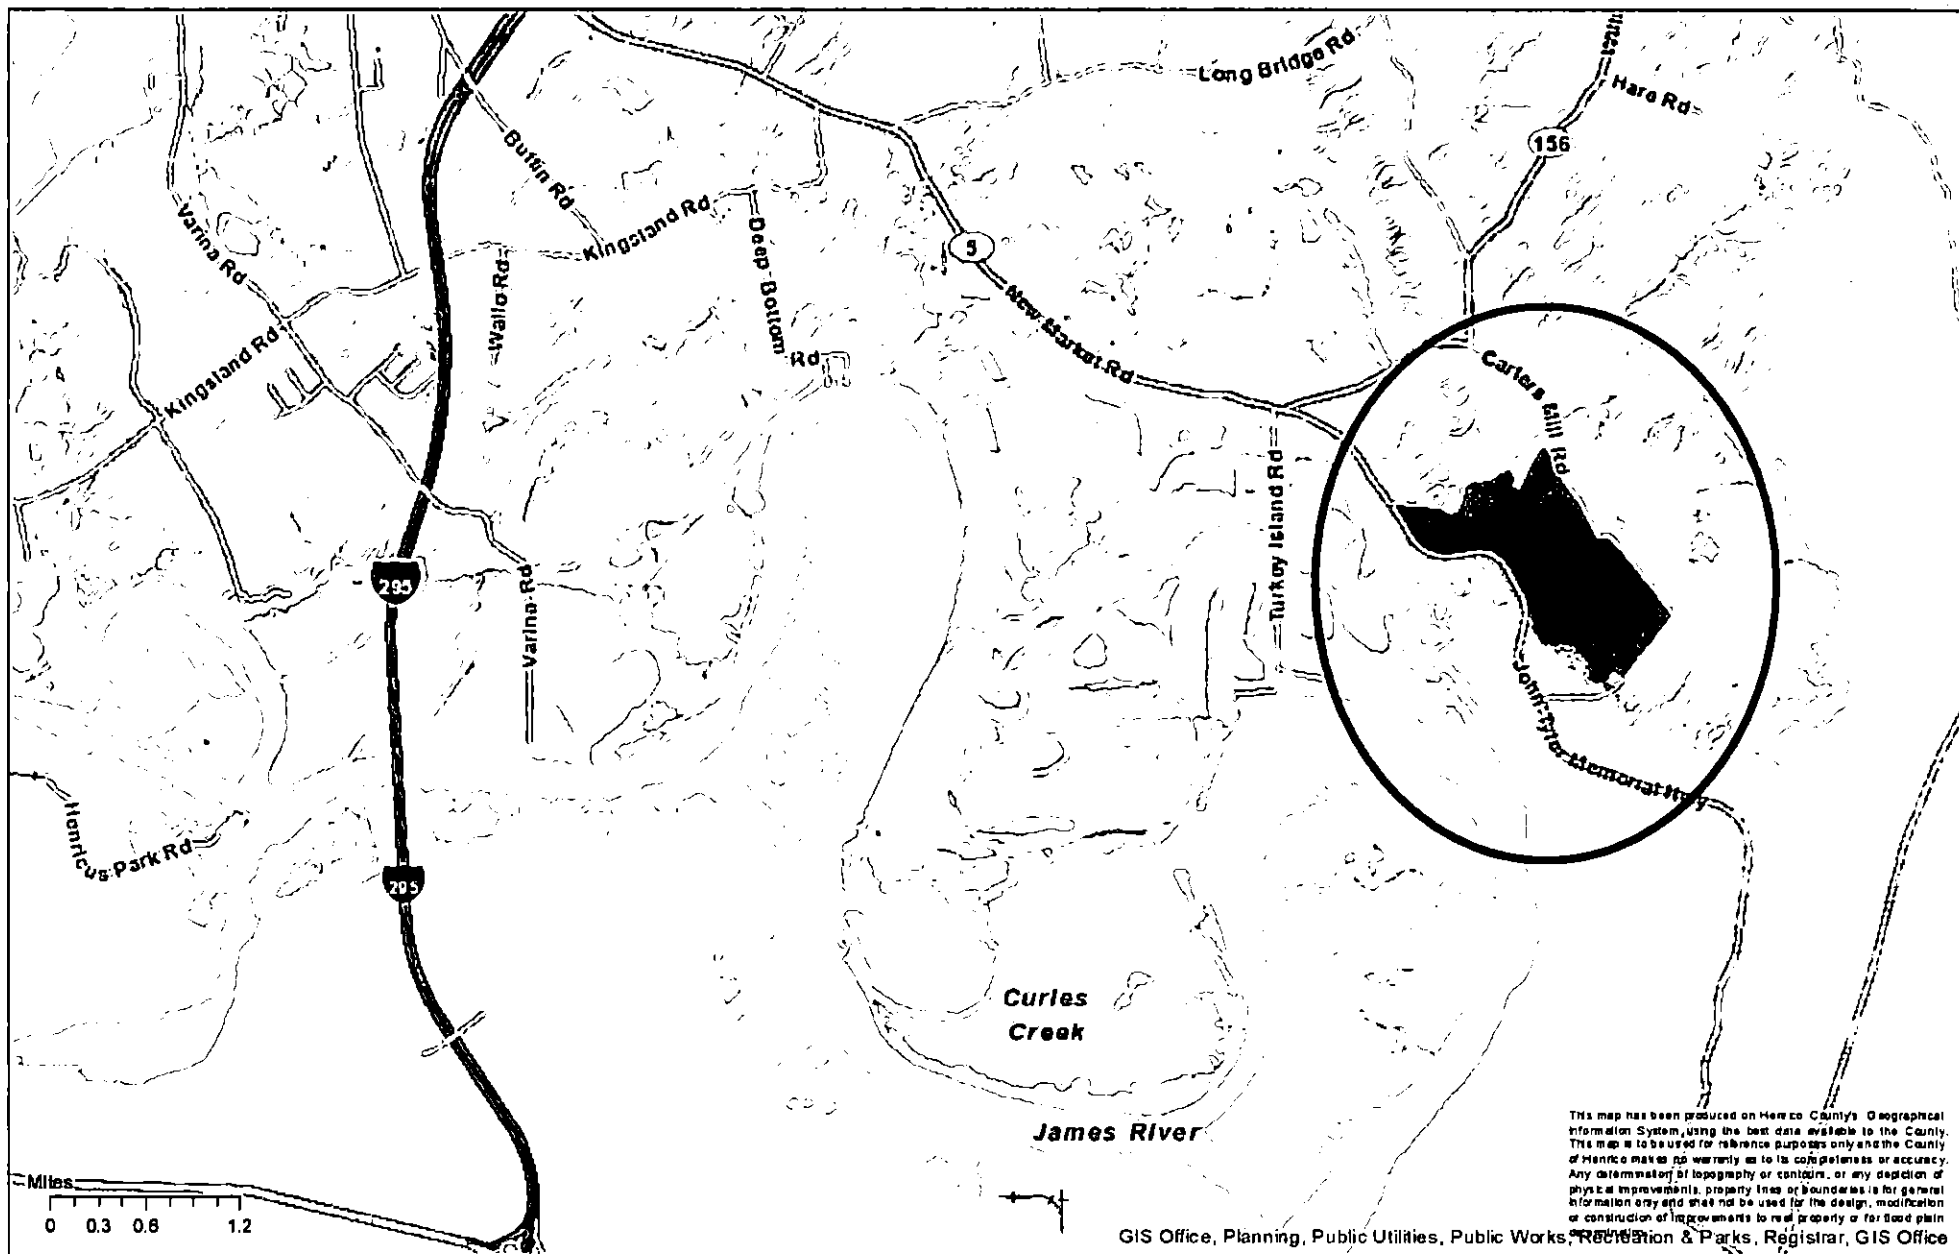 Long Bridge Rd
Hare Rd
156
Buffin Rd
Kingsland Rd
Varina Rd
Deep Bottom Rd
5
Wallo Rd
New Market Rd
Kingsland Rd
Carters Mill Rd
Turkey Island Rd
295
Varina Rd
John Tyler Memorial Hwy
Henricus Park Rd
295
Curles
Creek
James River
This map has been produced on Henrico County's Geographical
Information System, using the best data available to the County.
This map is to be used for reference purposes only and the County
of Henrico makes no warranty as to its completeness or accuracy.
Any determination of topography or contours, or any depiction of
physical improvements, property lines or boundaries is for general
information only and shall not be used for the design, modification
or construction of improvements to real property or for flood plain
Miles
0 0.3 0.6 1.2
GIS Office, Planning, Public Utilities, Public Works, Recreation & Parks, Registrar, GIS Office